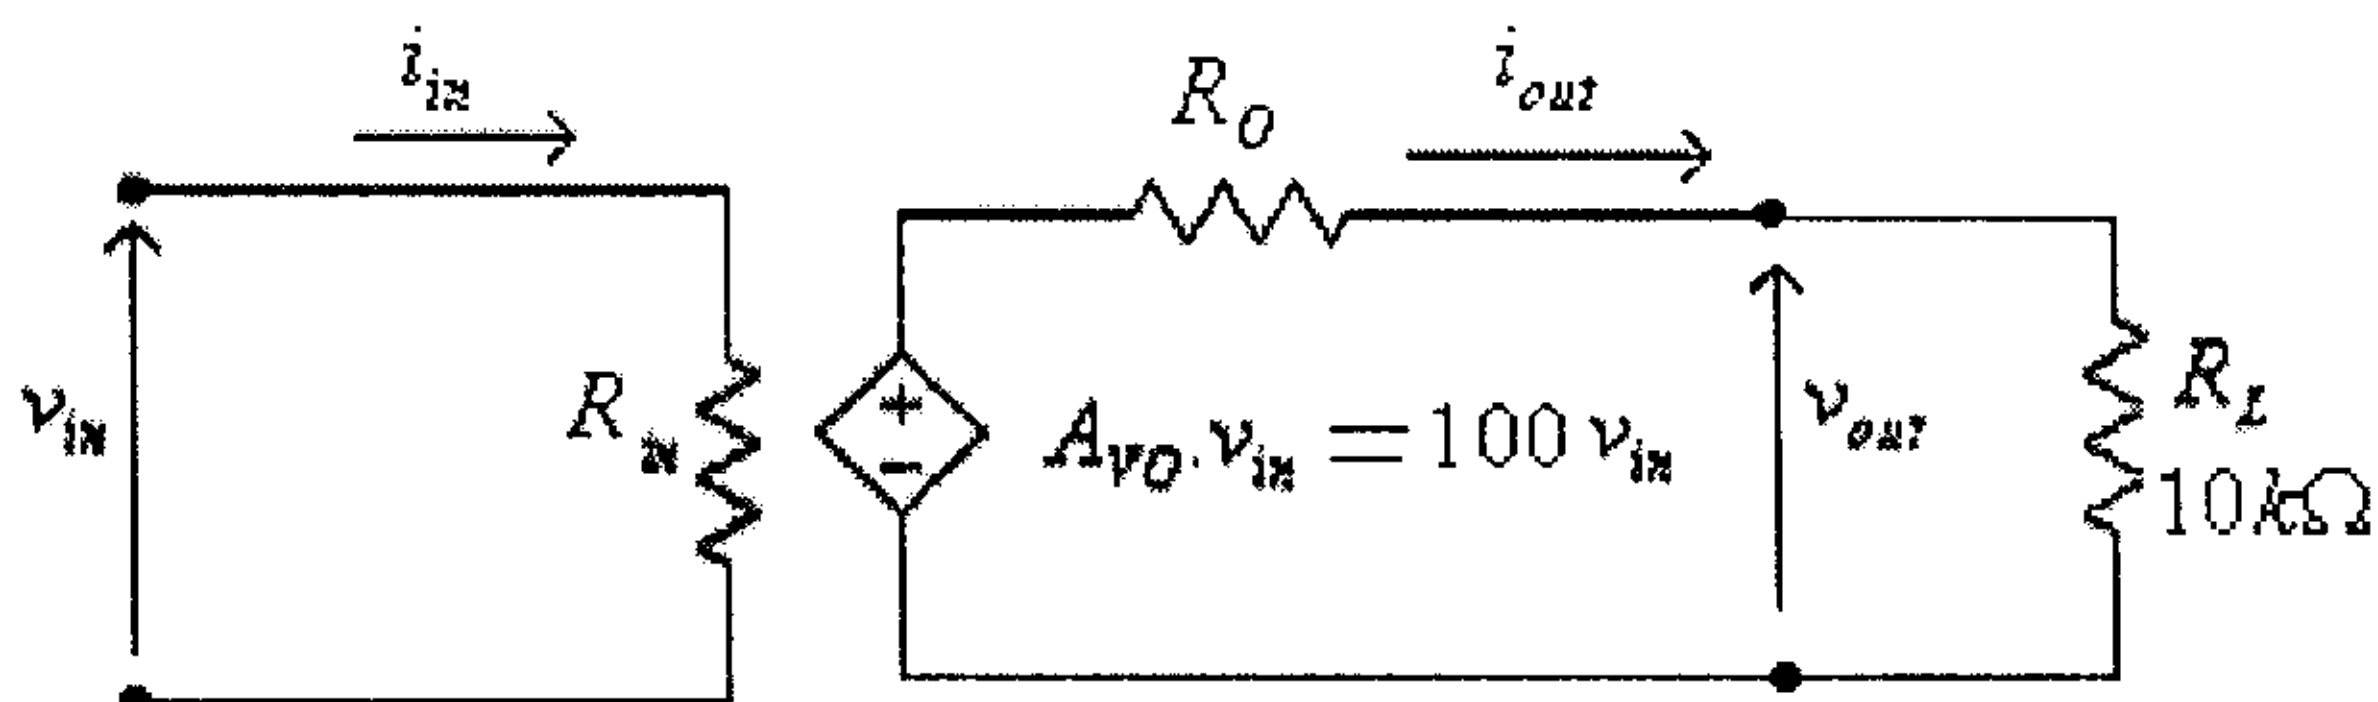 i_in
R_O
i_out
v_in
R_IN
+
−
A_VO.v_in = 100 v_in
v_out
R_L
10kΩ